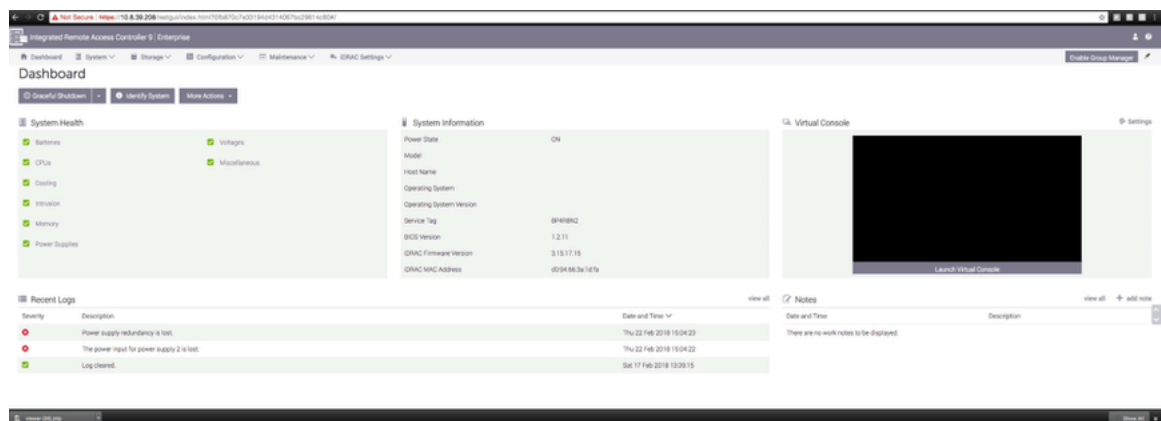 Not Secure | https://10.8.39.208/restgui/index.html
Integrated Remote Access Controller 9 | Enterprise
Dashboard System Storage Configuration Maintenance iDRAC Settings Enable Group Manager
Dashboard
Graceful Shutdown Identify System More Actions
System Health
Batteries Voltages
CPUs Miscellaneous
Cooling
Intrusion
Memory
Power Supplies
System Information
Power State ON
Model
Host Name
Operating System
Operating System Version
Service Tag
BIOS Version 1.2.11
iDRAC Firmware Version 3.15.17.15
iDRAC MAC Address
Virtual Console Settings
Launch Virtual Console
Recent Logs view all
Severity Description Date and Time
Power supply redundancy is lost. Thu 22 Feb 2018 15:04:23
The power input for power supply 2 is lost. Thu 22 Feb 2018 15:04:22
Log cleared. Sat 17 Feb 2018
Notes view all + add note
Date and Time Description
There are no work notes to be displayed.
Show All